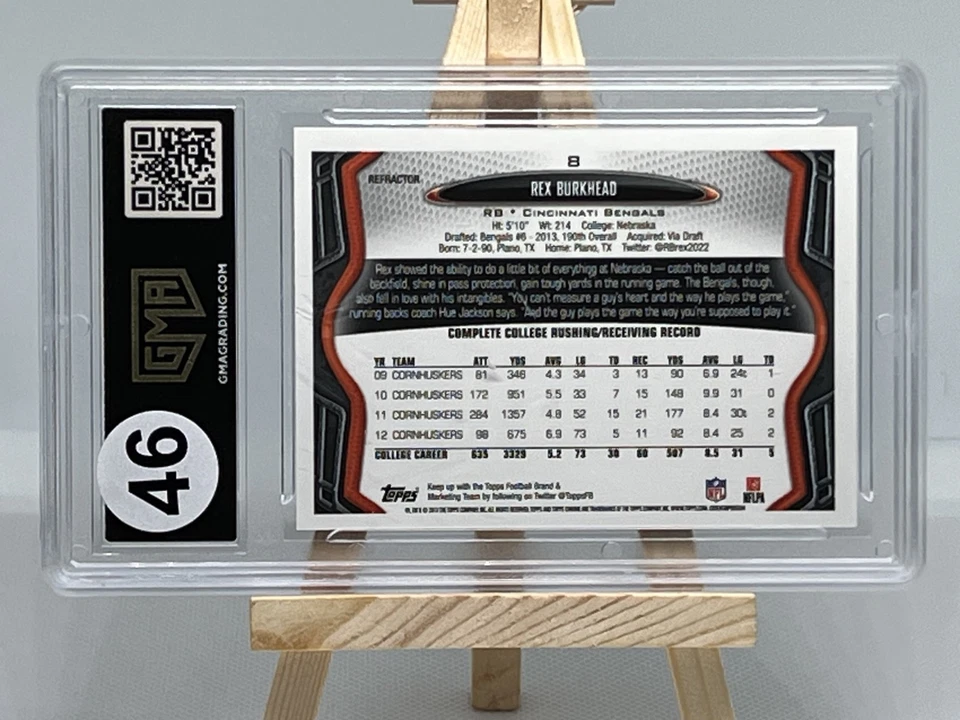 GMA
GMAGRADING.COM
46
8
REFRACTOR
REX BURKHEAD
RB * CINCINNATI BENGALS
Ht: 5'10" Wt: 214 College: Nebraska
Drafted: Bengals #6 - 2013, 190th Overall Acquired: Via Draft
Born: 7-2-90, Plano, TX Home: Plano, TX Twitter: @RBrex2022
Rex showed the ability to do a little bit of everything at Nebraska — catch the ball out of the
backfield, shine in pass protection, gain tough yards in the running game. The Bengals, though,
also fell in love with his intangibles. "You can't measure a guy's heart and the way he plays the game,"
running backs coach Hue Jackson says. "And the guy plays the game the way you're supposed to play it."
COMPLETE COLLEGE RUSHING/RECEIVING RECORD
YR TEAM ATT YDS AVG LG TD REC YDS AVG LG TD
09 CORNHUSKERS 81 346 4.3 34 3 13 90 6.9 24t 1
10 CORNHUSKERS 172 951 5.5 33 7 15 148 9.9 31 0
11 CORNHUSKERS 284 1357 4.8 52 15 21 177 8.4 30t 2
12 CORNHUSKERS 98 675 6.9 73 5 11 92 8.4 25 2
COLLEGE CAREER 635 3329 5.2 73 30 60 507 8.5 31 5
Topps
Keep up with the Topps Football Brand &
Marketing Team by following on Twitter @ToppsFB
NFL
NFLPA